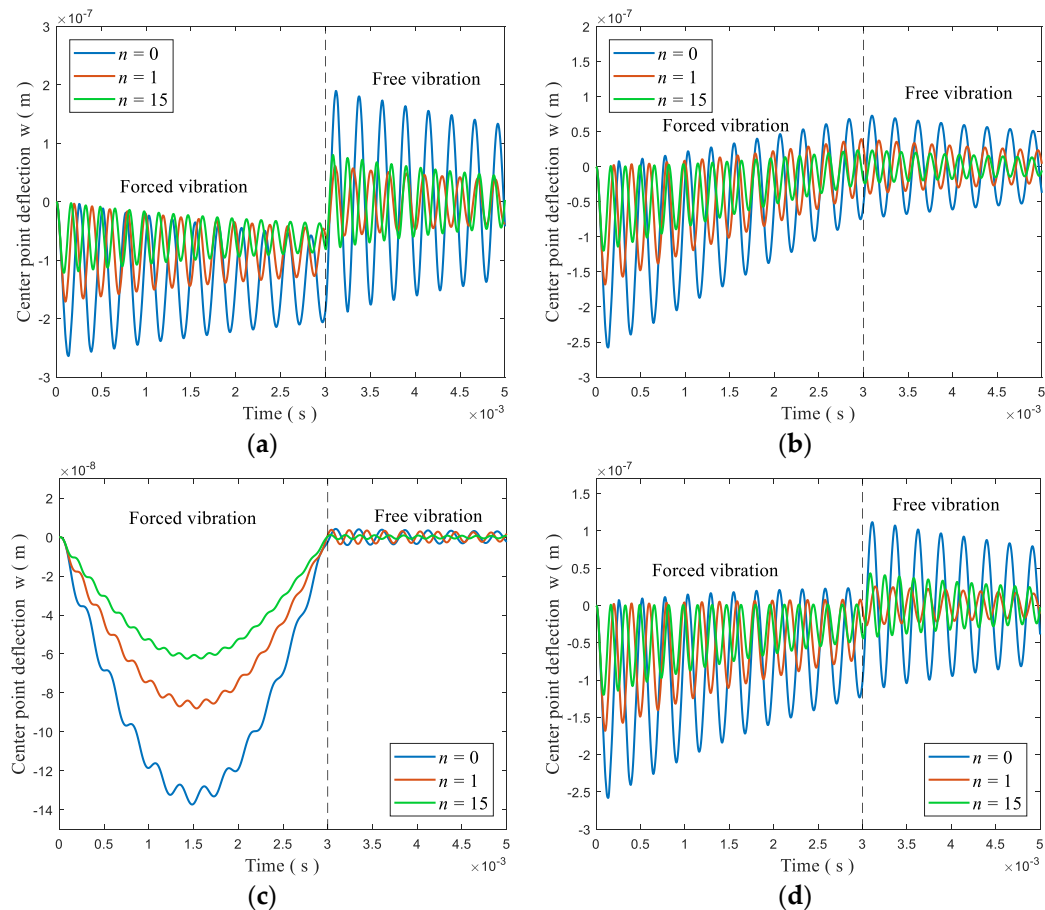 ×10⁻⁷
3
2
1
0
-1
-2
-3
Center point deflection w ( m )
n = 0
n = 1
n = 15
Forced vibration
Free vibration
0 0.5 1 1.5 2 2.5 3 3.5 4 4.5 5
Time ( s )
×10⁻³
(a)
×10⁻⁷
2
1.5
1
0.5
0
-0.5
-1
-1.5
-2
-2.5
-3
Center point deflection w ( m )
n = 0
n = 1
n = 15
Forced vibration
Free vibration
0 0.5 1 1.5 2 2.5 3 3.5 4 4.5 5
Time ( s )
×10⁻³
(b)
×10⁻⁸
2
0
-2
-4
-6
-8
-10
-12
-14
Center point deflection w ( m )
Forced vibration
Free vibration
n = 0
n = 1
n = 15
0 0.5 1 1.5 2 2.5 3 3.5 4 4.5 5
Time ( s )
×10⁻³
(c)
×10⁻⁷
1.5
1
0.5
0
-0.5
-1
-1.5
-2
-2.5
-3
Center point deflection w ( m )
Forced vibration
Free vibration
n = 0
n = 1
n = 15
0 0.5 1 1.5 2 2.5 3 3.5 4 4.5 5
Time ( s )
×10⁻³
(d)